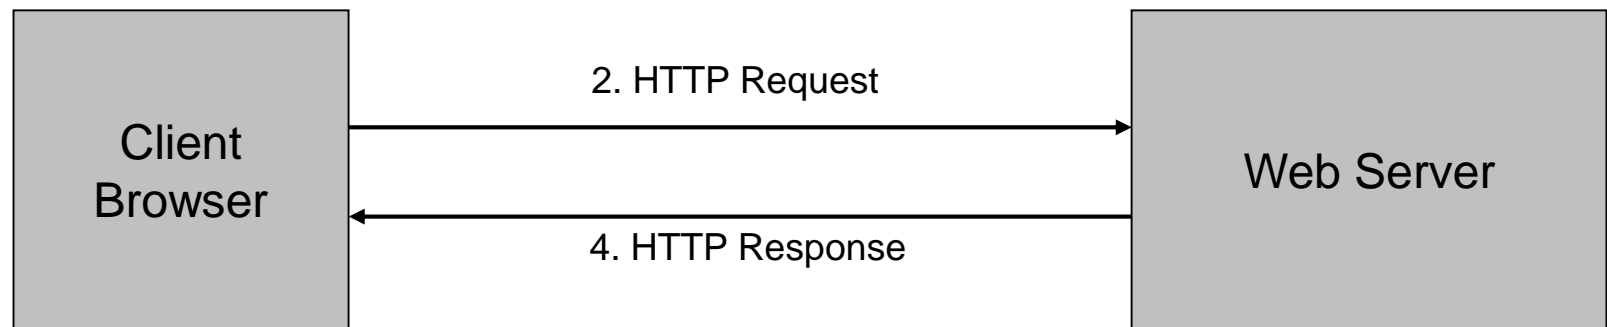 2. HTTP Request
Client
Browser
Web Server
4. HTTP Response